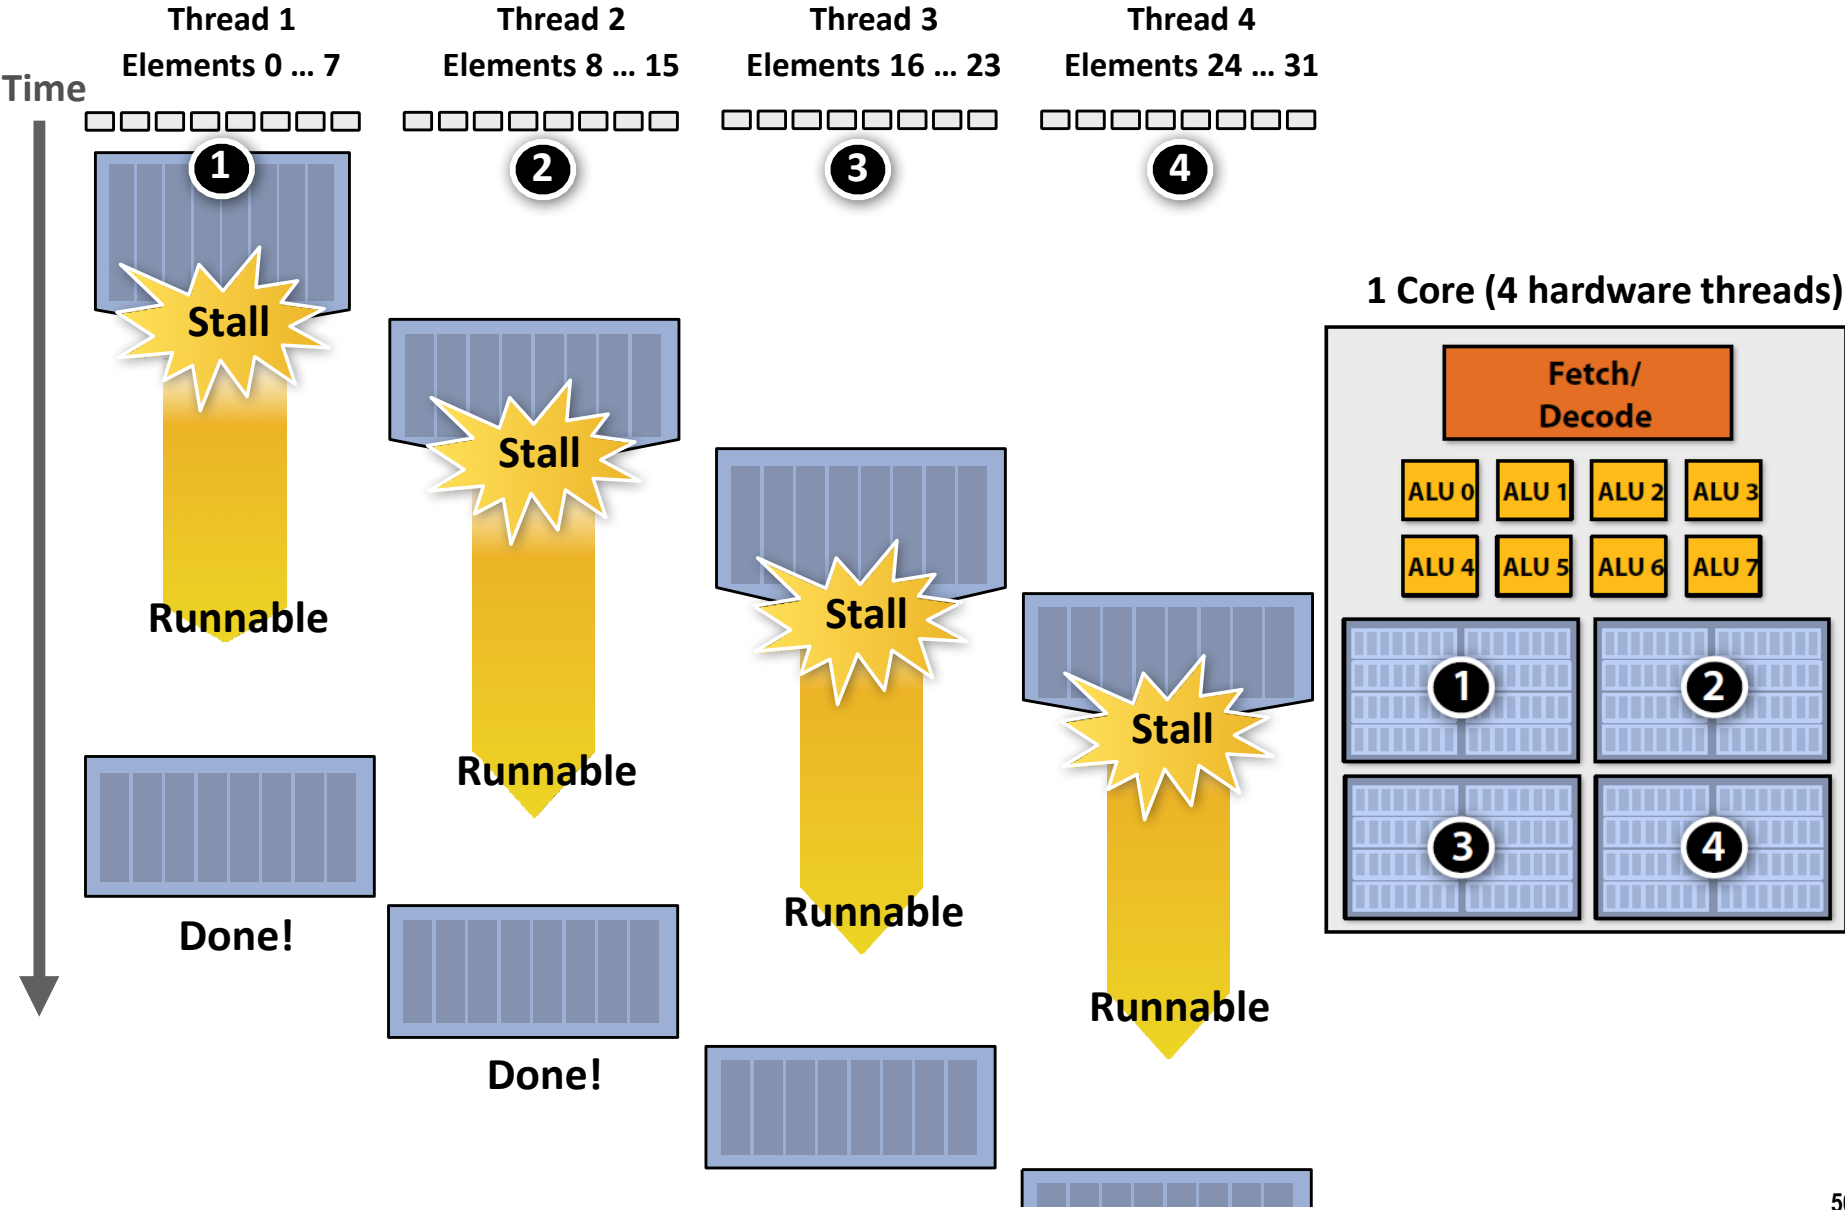 Thread 1
Elements 0 ... 7
Thread 2
Elements 8 ... 15
Thread 3
Elements 16 ... 23
Thread 4
Elements 24 ... 31
Time
1
2
3
4
Stall
Stall
Stall
Stall
Runnable
Runnable
Runnable
Runnable
Done!
Done!
1 Core (4 hardware threads)
Fetch/
Decode
ALU 0
ALU 1
ALU 2
ALU 3
ALU 4
ALU 5
ALU 6
ALU 7
1
2
3
4